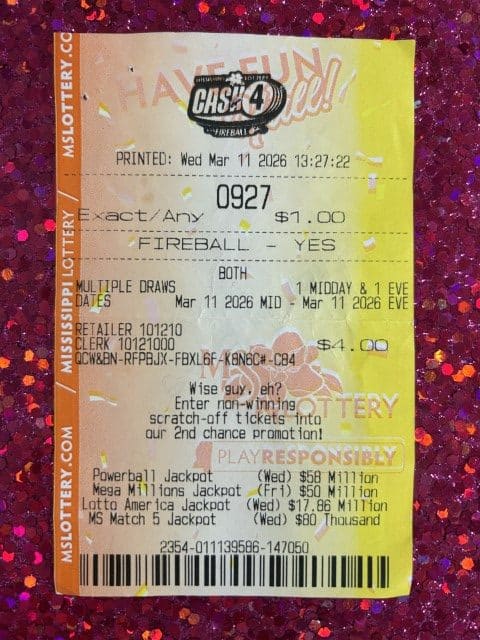 MSLOTTERY.CO
MISSISSIPPI LOTTERY
MSLOTTERY.COM
HAVE FUN
MISSISSIPPI LOTTERY
CASH 4
FIREBALL
PRINTED: Wed Mar 11 2026 13:27:22
0927
Exact/Any $1.00
FIREBALL - YES
BOTH
MULTIPLE DRAWS 1 MIDDAY & 1 EVE
DATES Mar 11 2026 MID - Mar 11 2026 EVE
RETAILER 101210
CLERK 10121000 $4.00
QCW&BN-RFPBJX-FBXL6F-K8N6C#-C84
Wise guy, eh?
Enter non-winning
scratch-off tickets into
our 2nd chance promotion!
LOTTERY
PLAY RESPONSIBLY
Powerball Jackpot (Wed) $58 Million
Mega Millions Jackpot (Fri) $50 Million
Lotto America Jackpot (Wed) $17.86 Million
MS Match 5 Jackpot (Wed) $80 Thousand
2354-011139586-147050